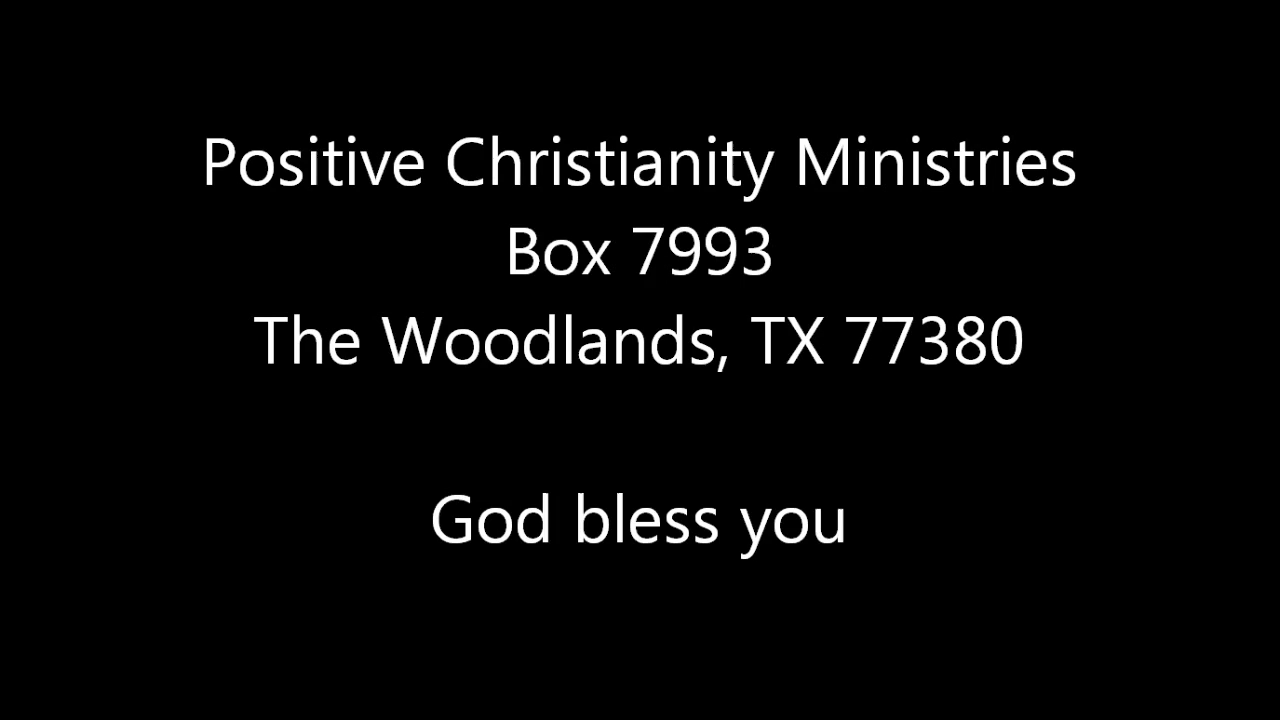 Positive Christianity Ministries
Box 7993
The Woodlands, TX 77380
God bless you